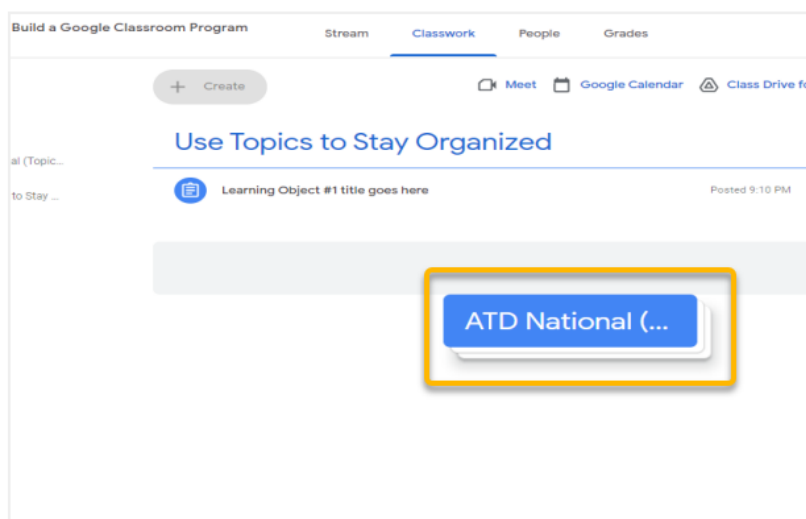 Build a Google Classroom Program
Stream Classwork People Grades
+ Create
Meet Google Calendar Class Drive fo
Use Topics to Stay Organized
al (Topic...
Learning Object #1 title goes here Posted 9:10 PM
to Stay ...
ATD National (...